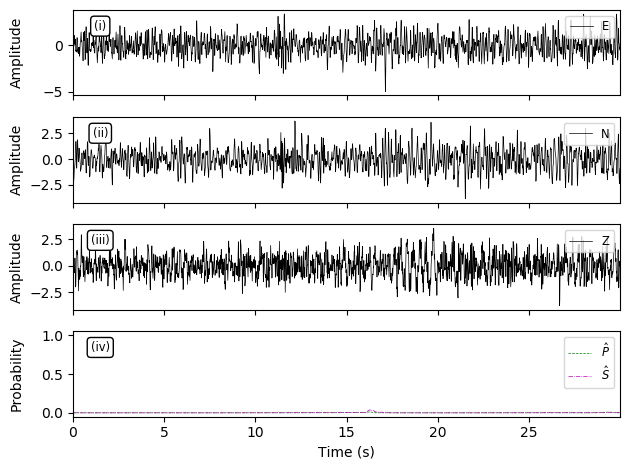 (i)
E
0
−5
Amplitude
(ii)
N
2.5
0.0
−2.5
Amplitude
(iii)
Z
2.5
0.0
−2.5
Amplitude
(iv)
P̂
Ŝ
1.0
0.5
0.0
Probability
0 5 10 15 20 25
Time (s)